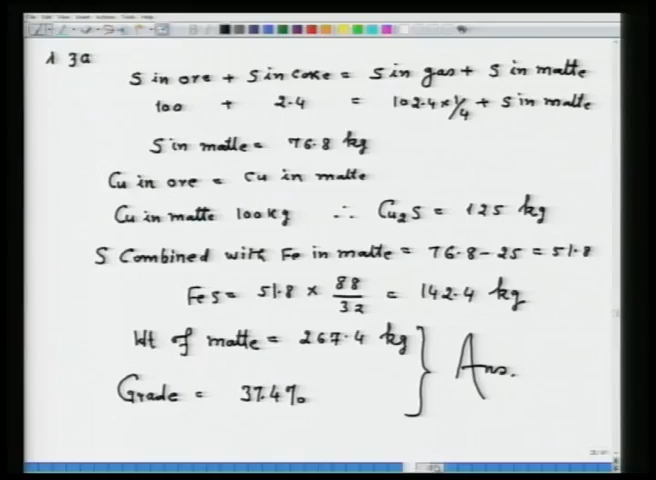 1 3a
S in ore + S in coke = S in gas + S in matte
100 + 2.4 = 102.4 × 1/4 + S in matte
S in matte = 76.8 kg
Cu in ore = Cu in matte
Cu in matte 100 kg ∴ Cu2S = 125 kg
S Combined with Fe in matte = 76.8 - 25 = 51.8
FeS = 51.8 × 88/32 = 142.4 kg
Wt of matte = 267.4 kg
Grade = 37.4% } Ans.